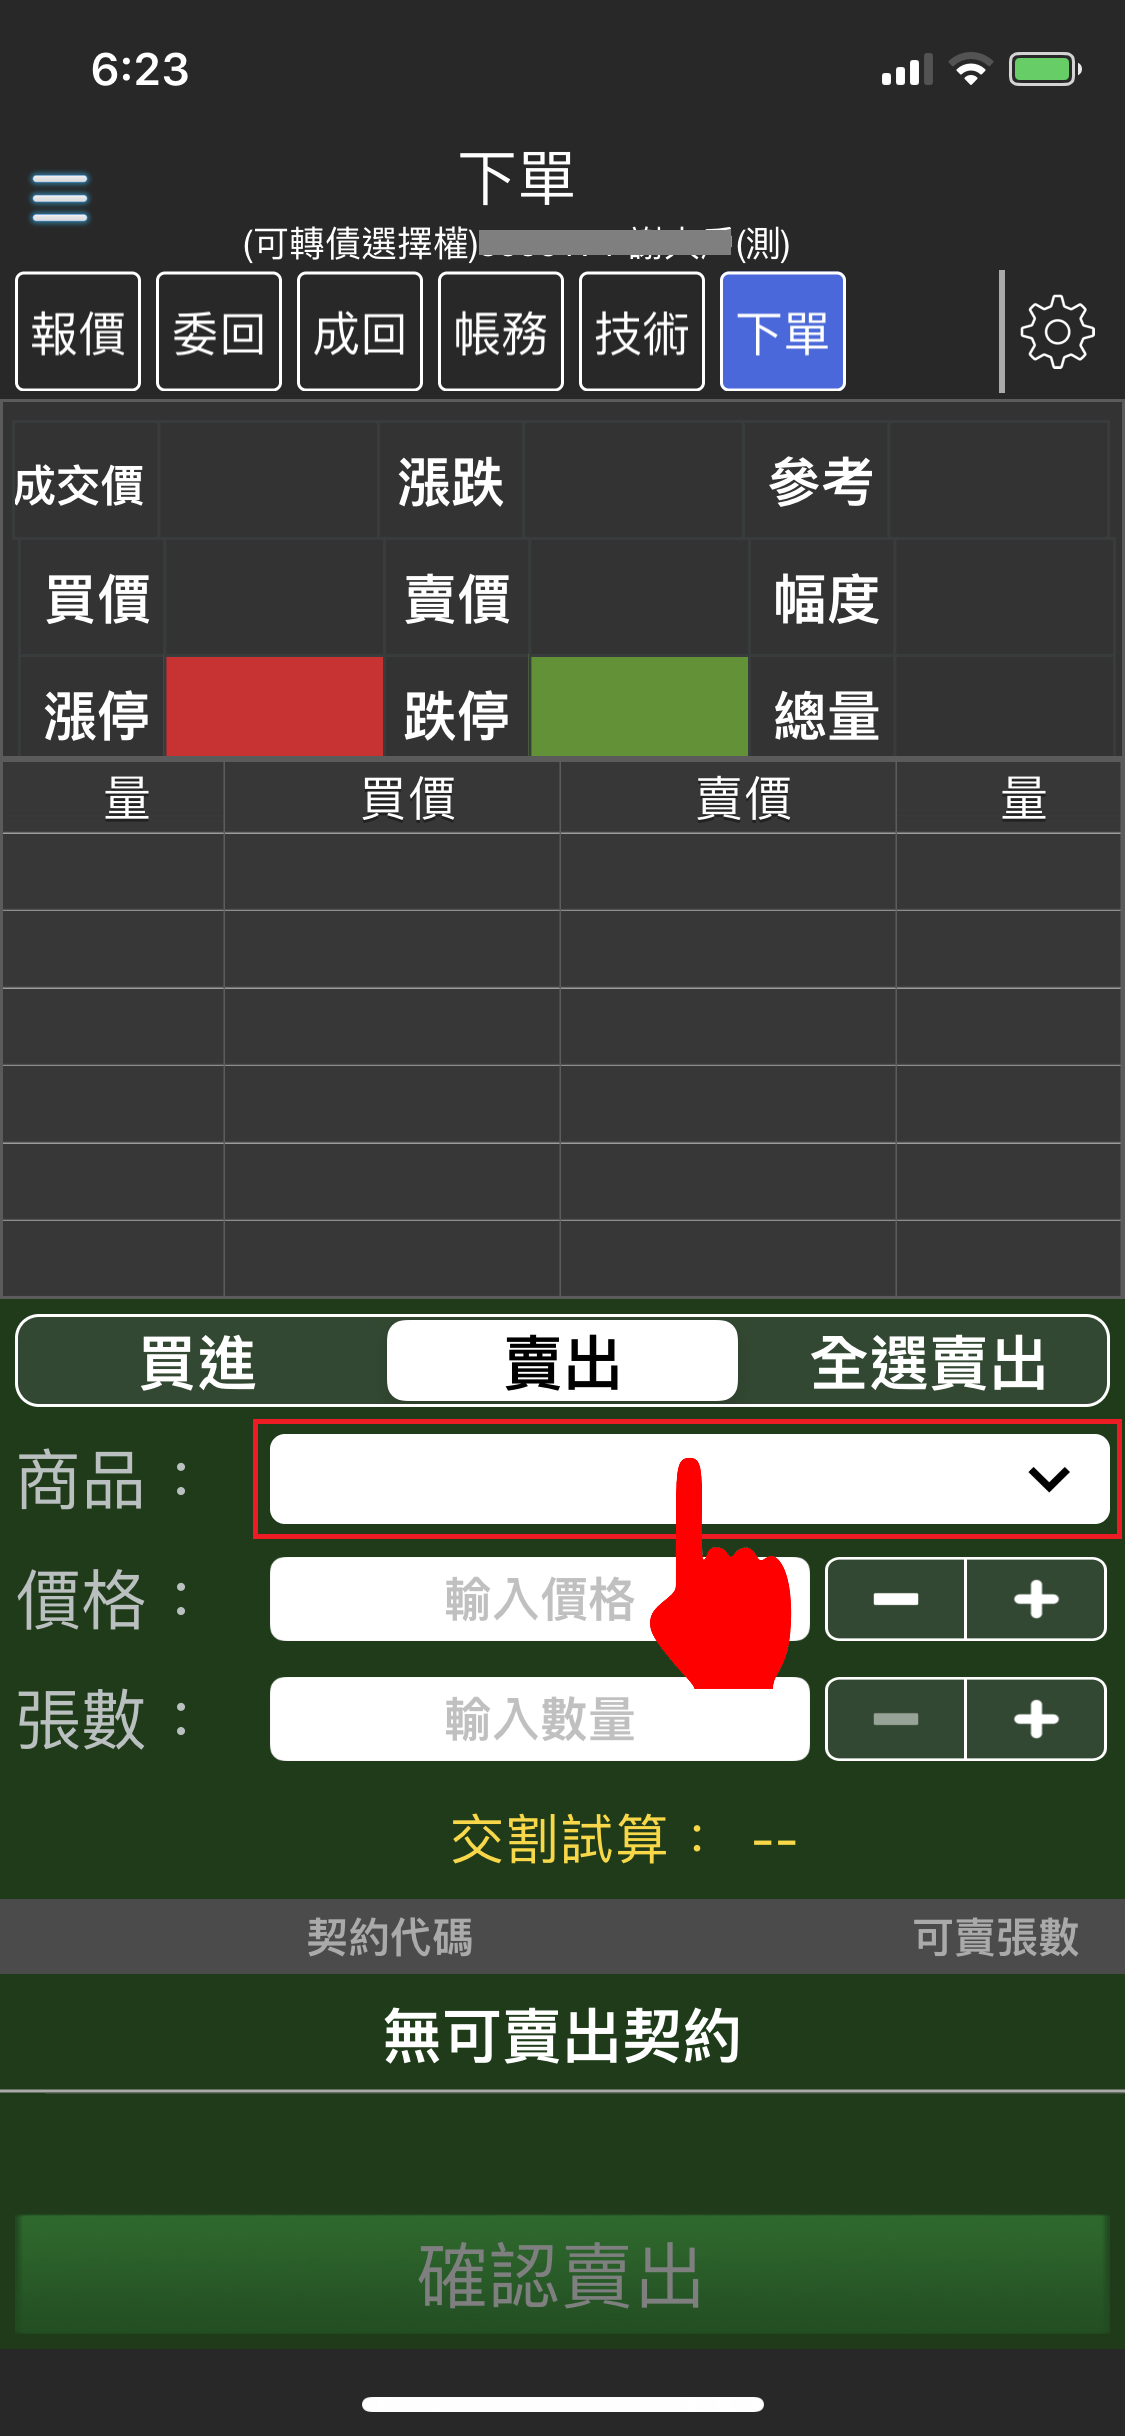 6:23
下單
(可轉債選擇權) (測)
報價 委回 成回 帳務 技術 下單
成交價 漲跌 參考
買價 賣價 幅度
漲停 跌停 總量
量 買價 賣價 量
買進 賣出 全選賣出
商品：
價格： 輸入價格
張數： 輸入數量
交割試算： --
契約代碼 可賣張數
無可賣出契約
確認賣出